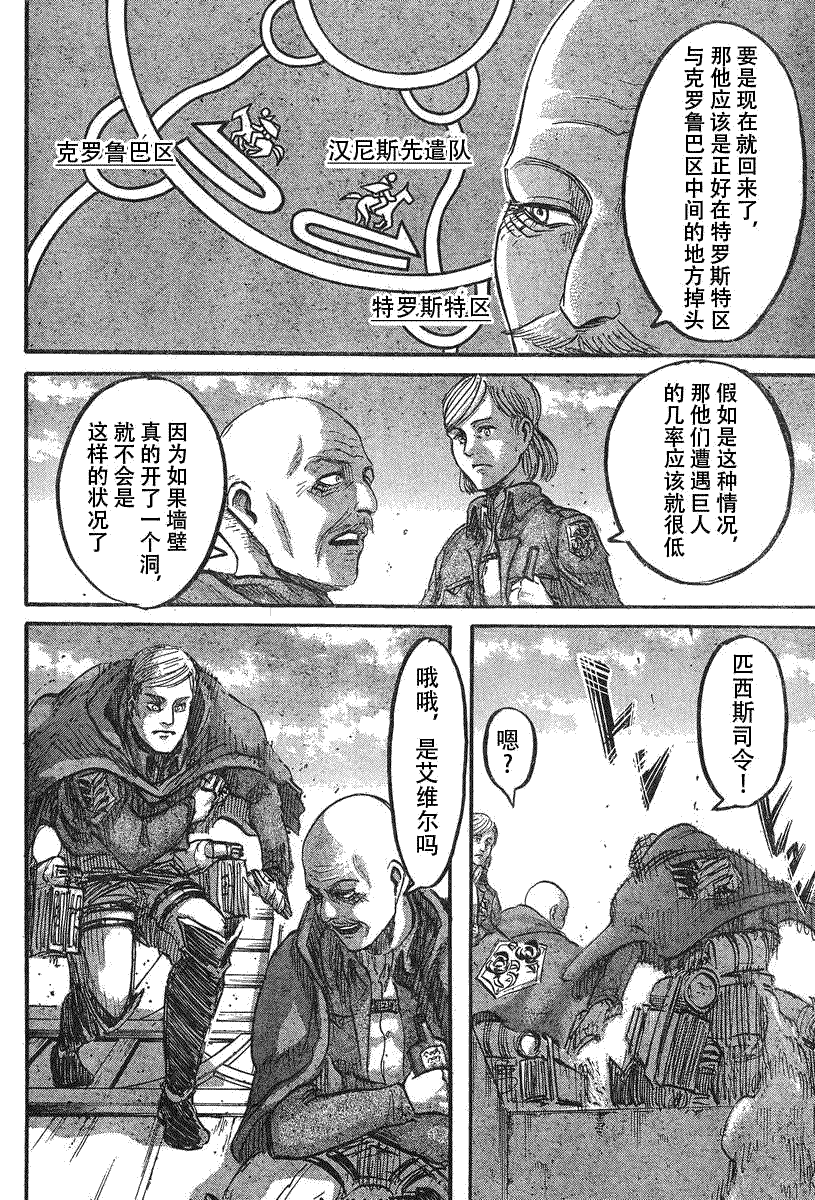 要是现在就回来了，
那他应该是正好在特罗斯特区
与克罗鲁巴区中间的地方掉头
克罗鲁巴区
汉尼斯先遣队
特罗斯特区
假如是这种情况，
那他们遭遇巨人
的几率应该就很低
因为如果墙壁
真的开了一个洞，
就不会是
这样的状况了
匹西斯司令！
嗯？
哦哦，是艾维尔吗